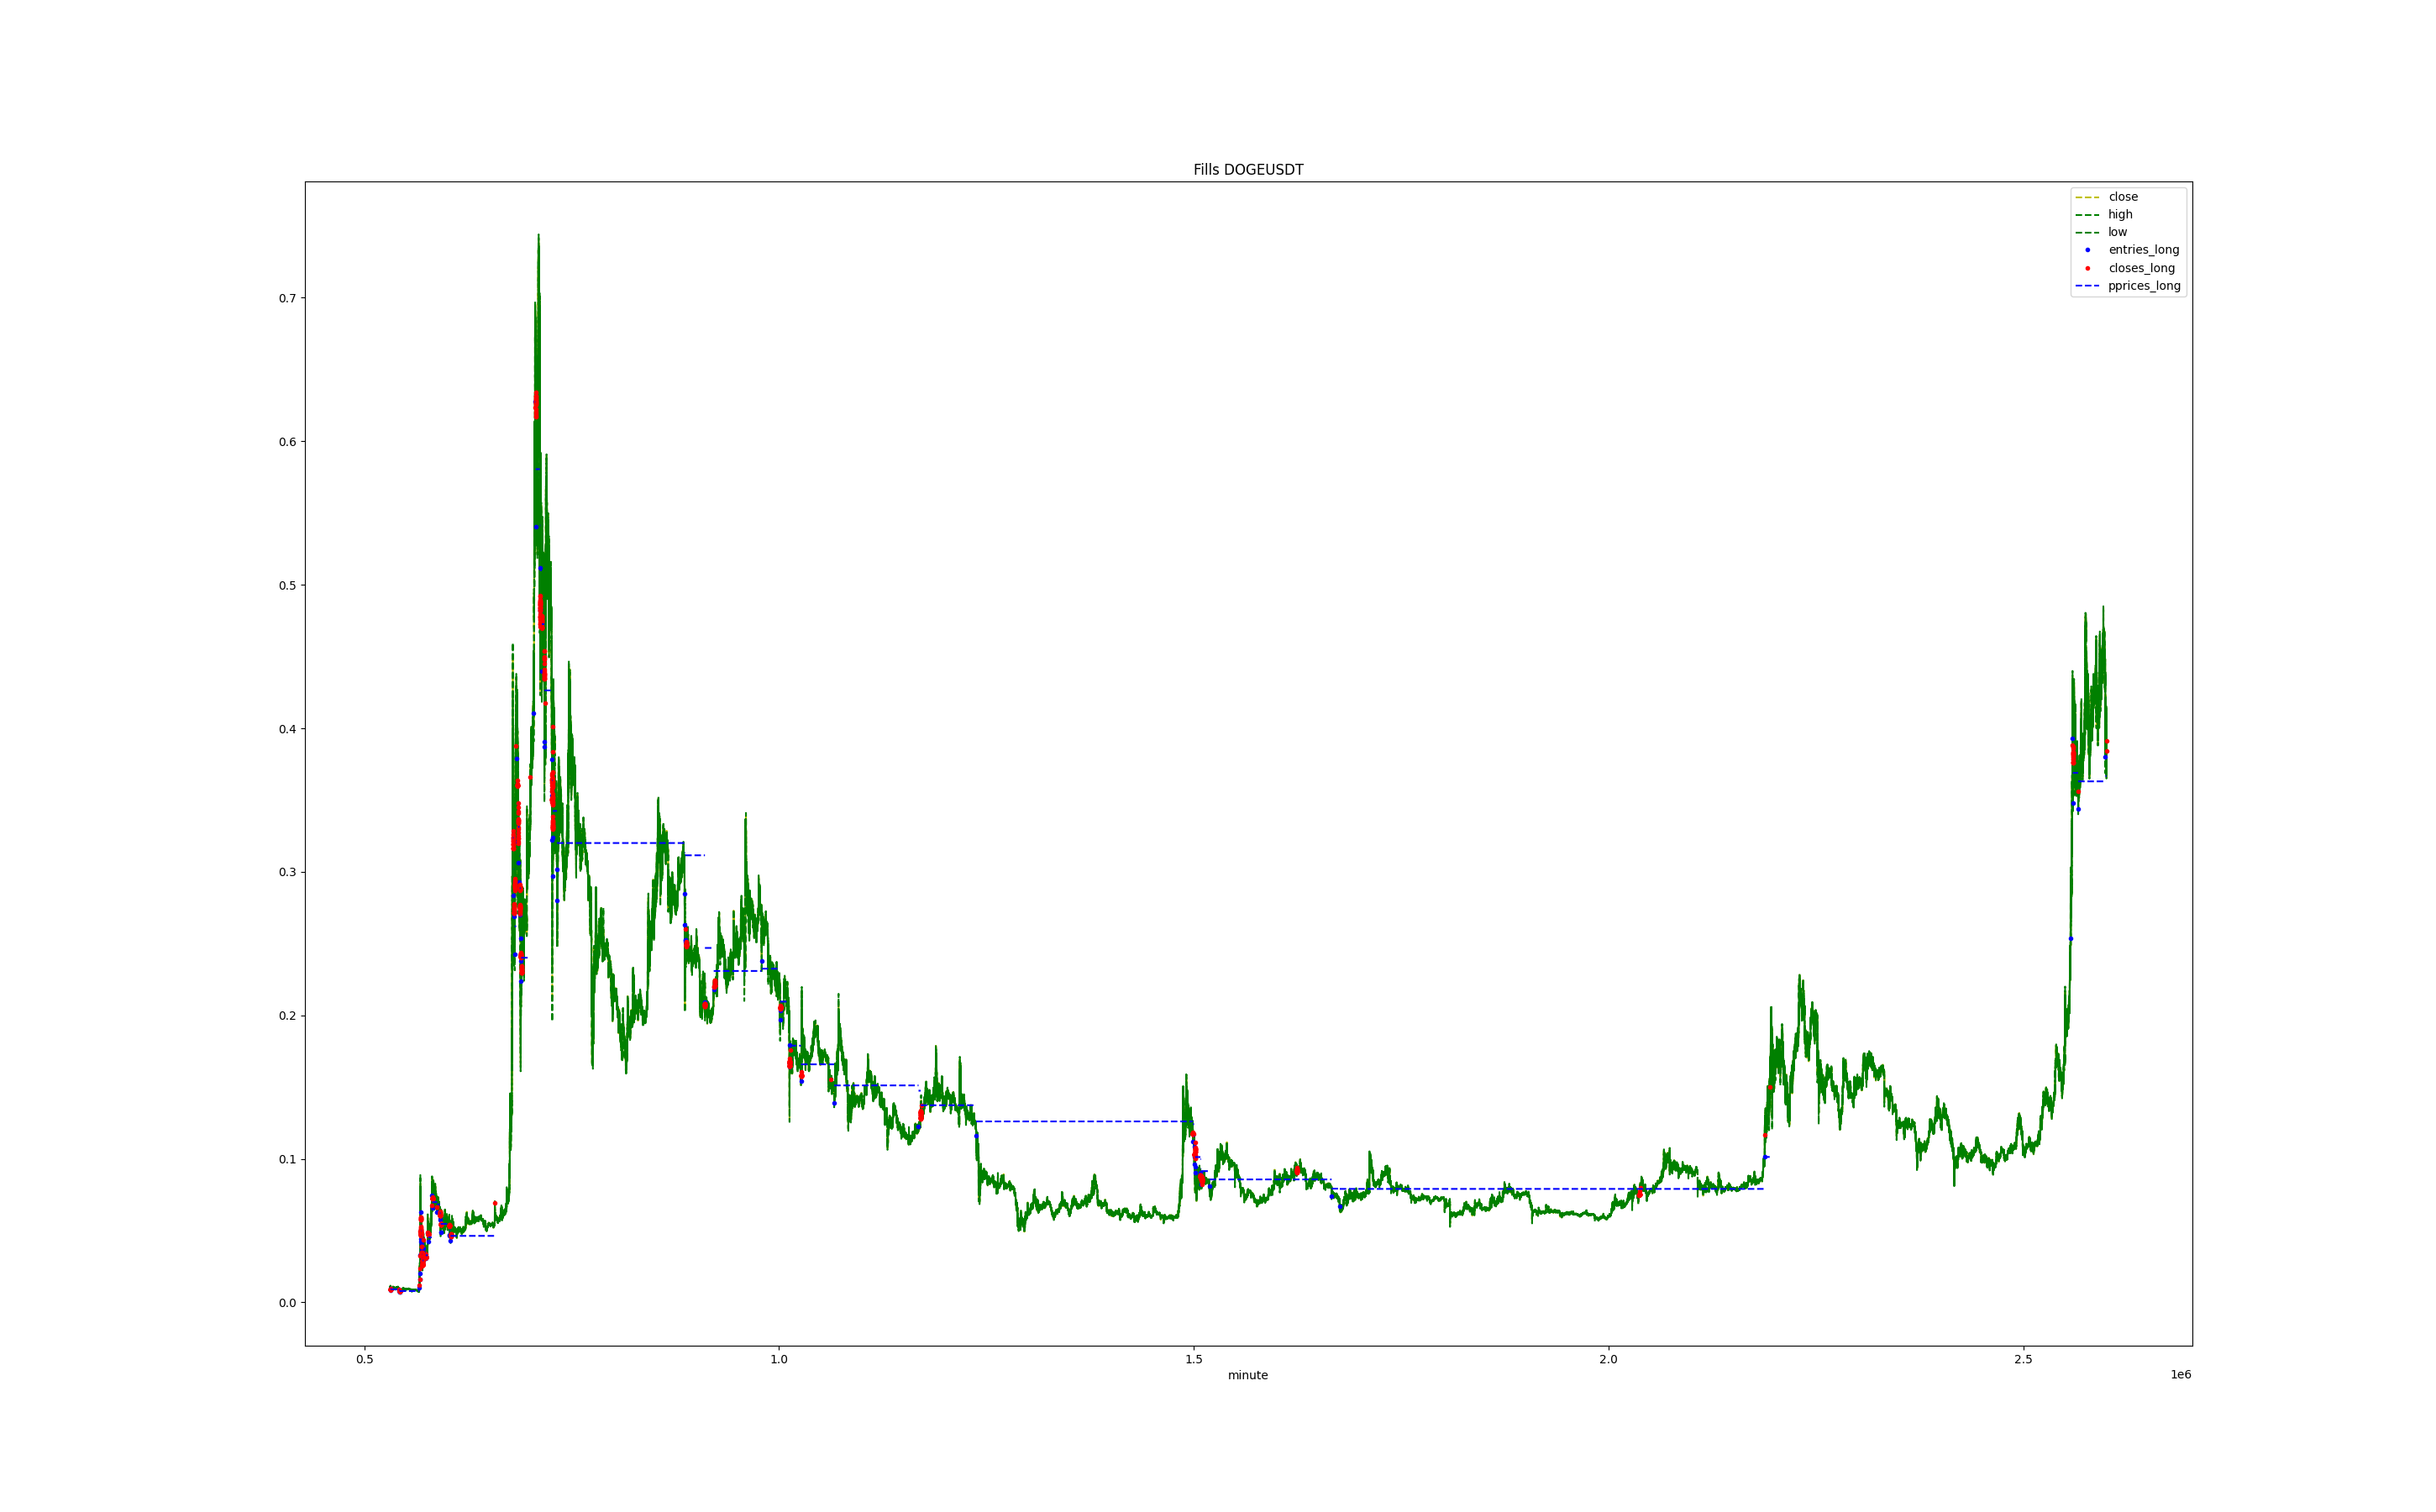 Fills DOGEUSDT
close
high
low
entries_long
closes_long
pprices_long
0.7
0.6
0.5
0.4
0.3
0.2
0.1
0.0
0.5 1.0 1.5 2.0 2.5
minute
1e6